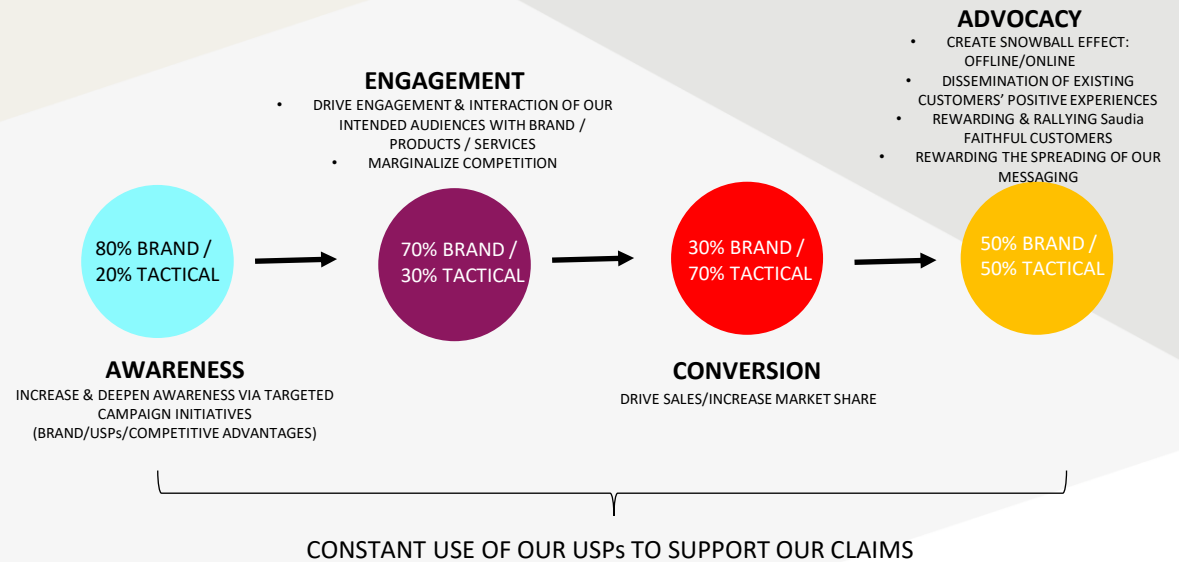 ADVOCACY
• CREATE SNOWBALL EFFECT:
OFFLINE/ONLINE
• DISSEMINATION OF EXISTING
CUSTOMERS' POSITIVE EXPERIENCES
• REWARDING & RALLYING Saudia
FAITHFUL CUSTOMERS
• REWARDING THE SPREADING OF OUR
MESSAGING
ENGAGEMENT
• DRIVE ENGAGEMENT & INTERACTION OF OUR
INTENDED AUDIENCES WITH BRAND /
PRODUCTS / SERVICES
• MARGINALIZE COMPETITION
80% BRAND /
20% TACTICAL
70% BRAND /
30% TACTICAL
30% BRAND /
70% TACTICAL
50% BRAND /
50% TACTICAL
AWARENESS
INCREASE & DEEPEN AWARENESS VIA TARGETED
CAMPAIGN INITIATIVES
(BRAND/USPs/COMPETITIVE ADVANTAGES)
CONVERSION
DRIVE SALES/INCREASE MARKET SHARE
CONSTANT USE OF OUR USPs TO SUPPORT OUR CLAIMS